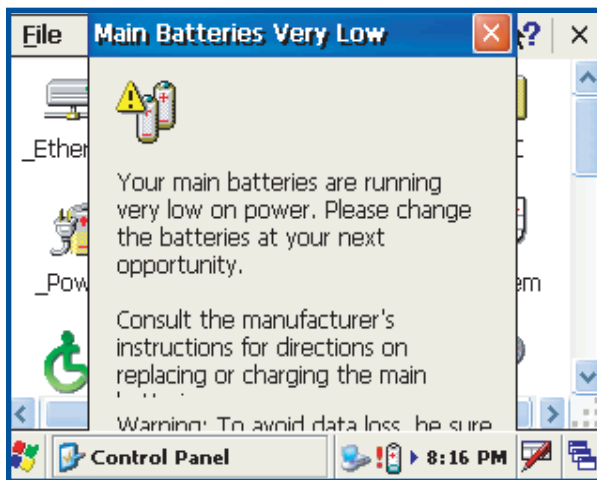 File
Main Batteries Very Low
?
_Ether
Your main batteries are running
very low on power. Please change
the batteries at your next
opportunity.
_Pow
em
Consult the manufacturer's
instructions for directions on
replacing or charging the main
Warning: To avoid data loss, be sure
Control Panel
8:16 PM